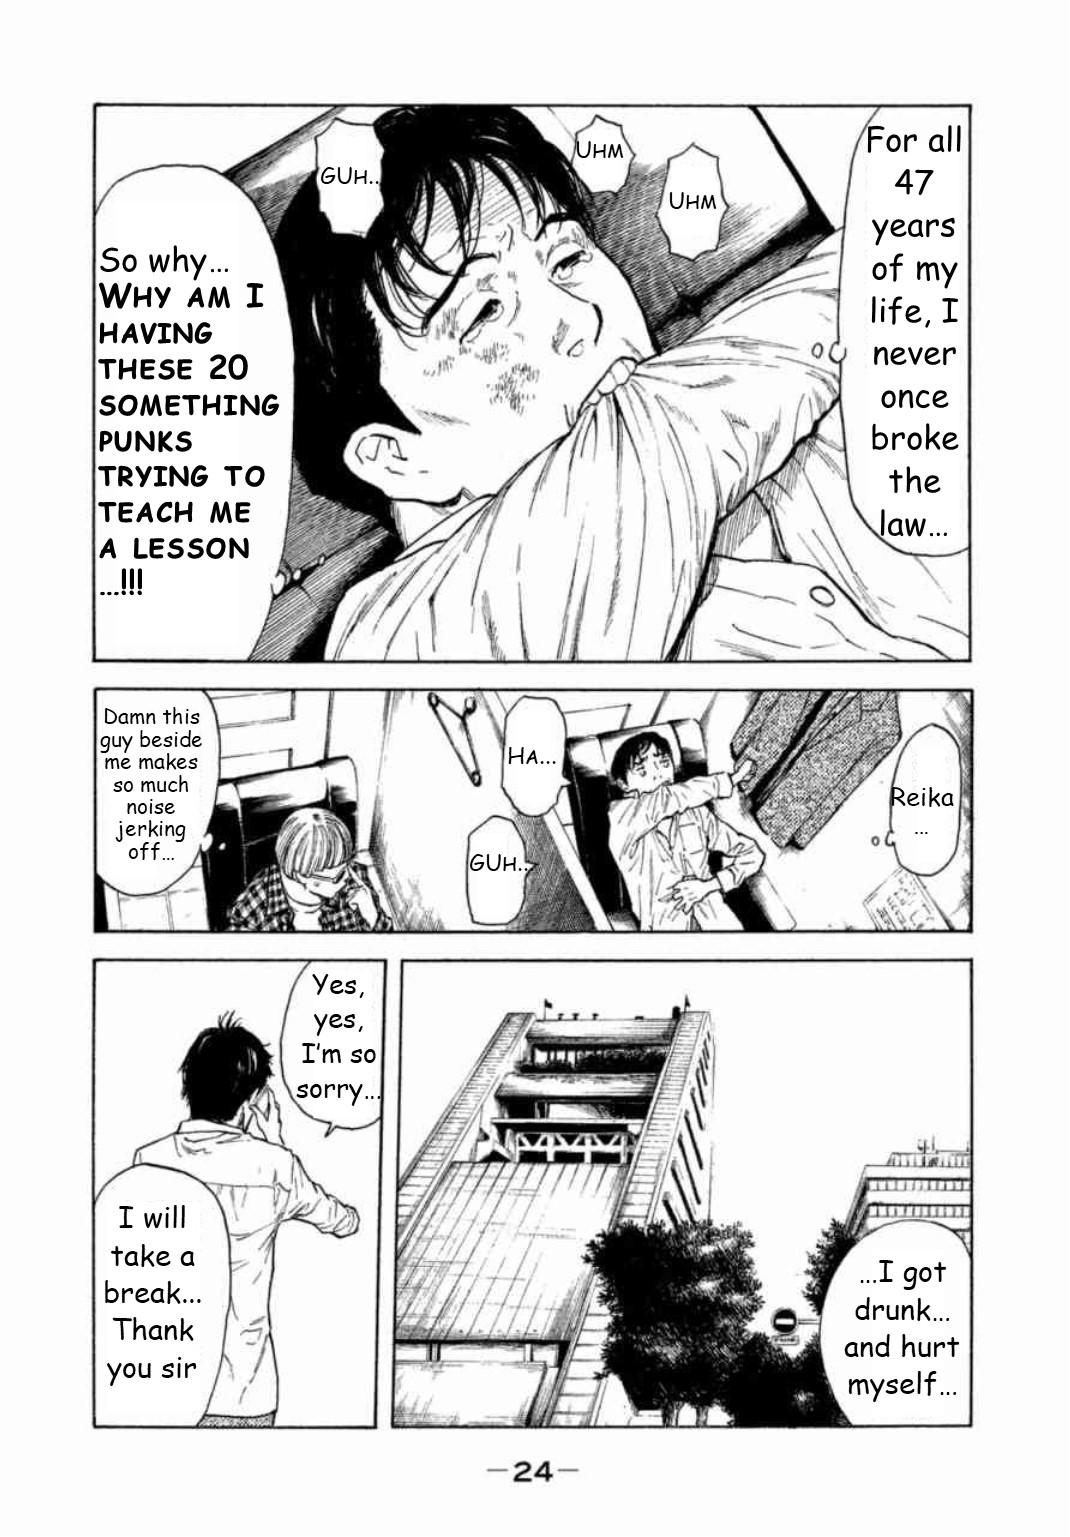 For all
47
years
of my
life, I
never
once
broke
the
law...
UHM
UHM
GUH..
So why...
WHY AM I
HAVING
THESE 20
SOMETHING
PUNKS
TRYING TO
TEACH ME
A LESSON
...!!!
Reika
...
HA...
GUH...
Damn this
guy beside
me makes
so much
noise
jerking
off...
Yes,
yes,
I'm so
sorry...
I will
take a
break...
Thank
you sir
...I got
drunk...
and hurt
myself...
-24-